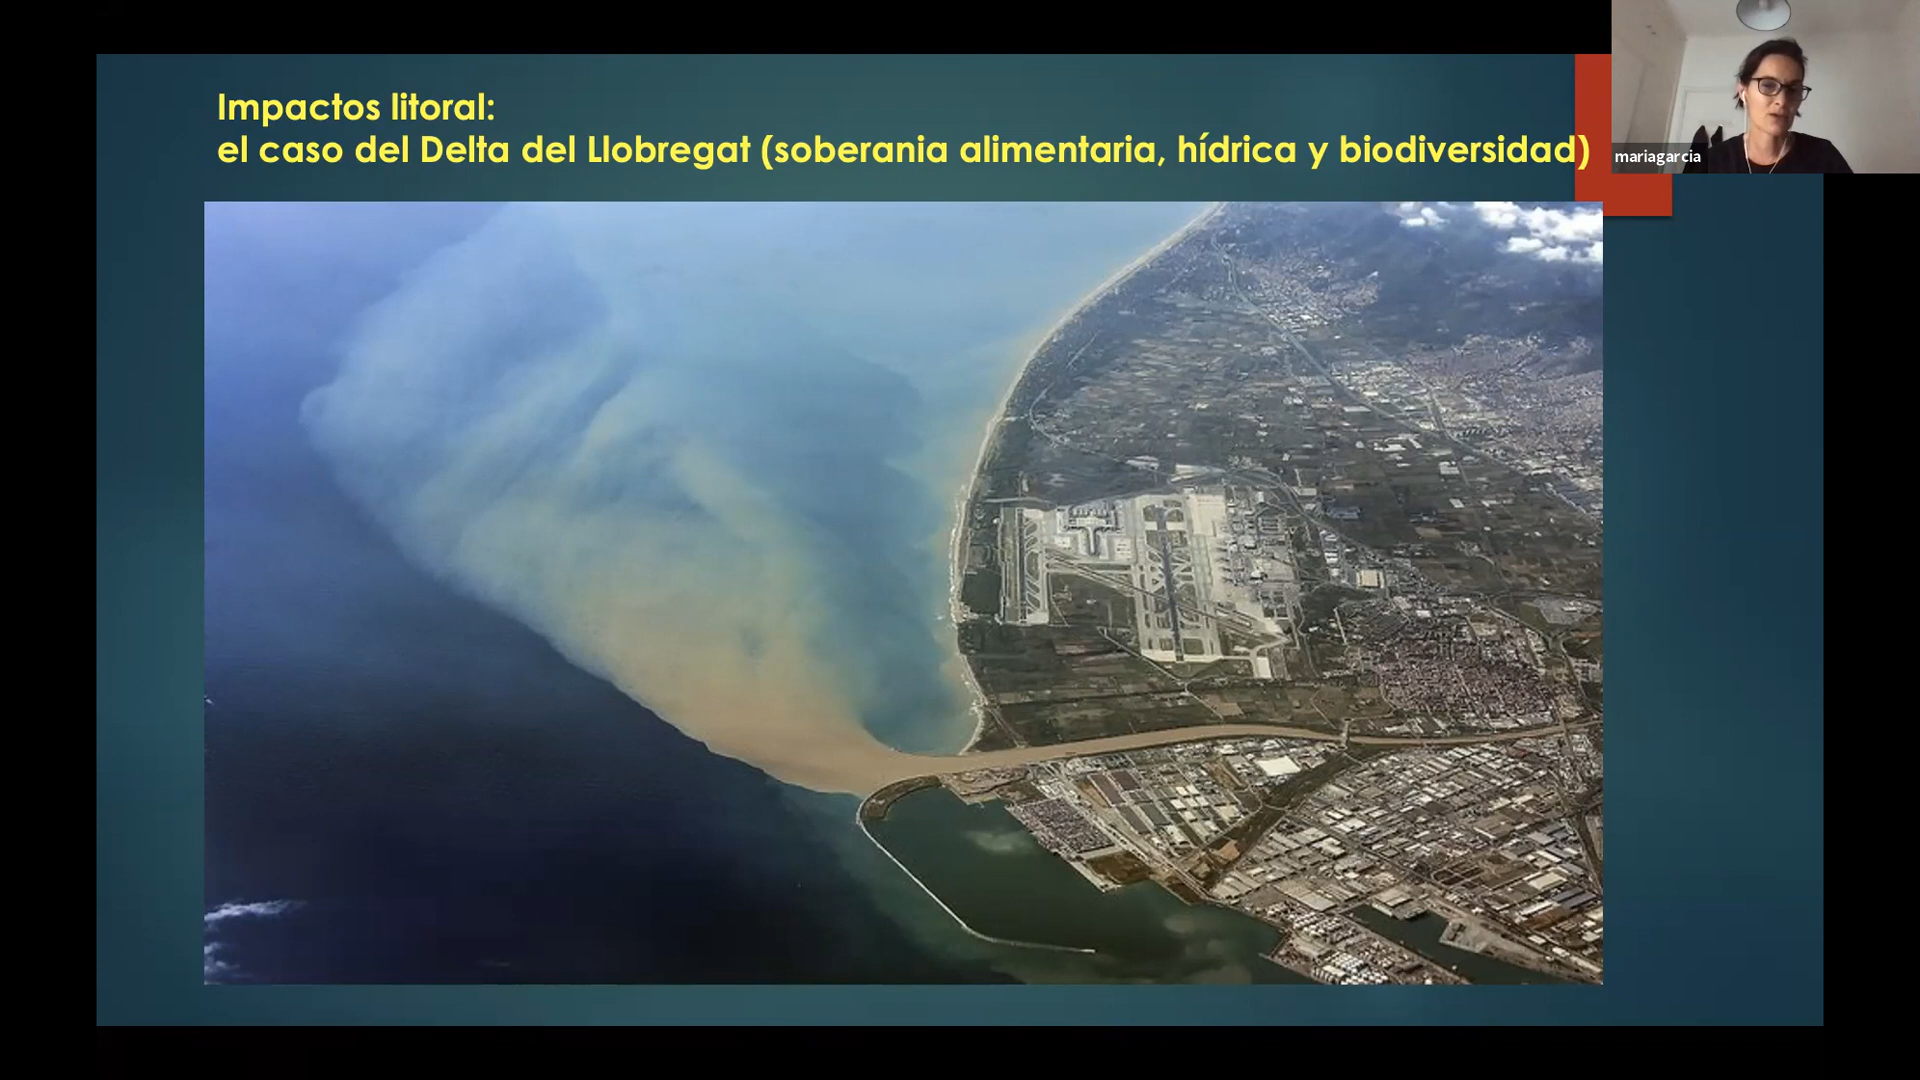 Impactos litoral:
el caso del Delta del Llobregat (soberania alimentaria, hídrica y biodiversidad)
mariagarcia